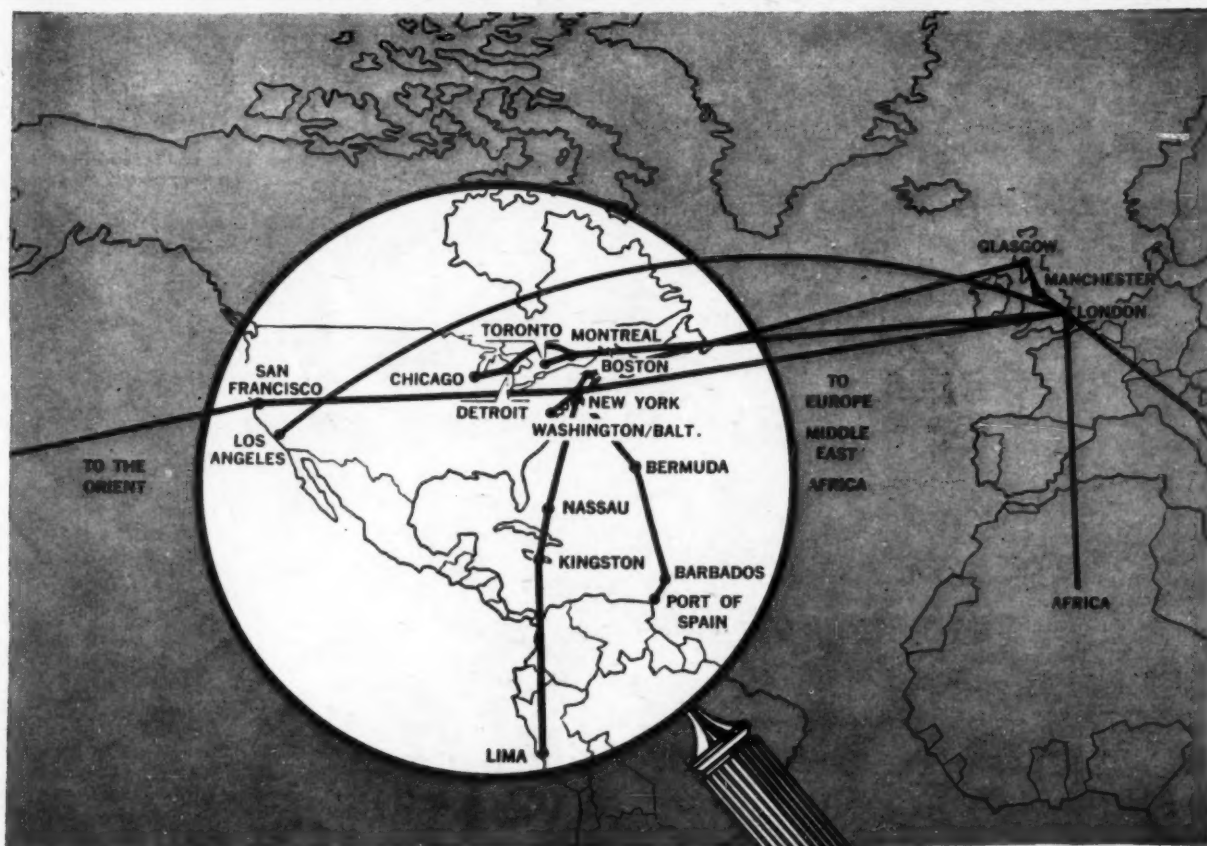 GLASGOW
MANCHESTER
LONDON
TORONTO
MONTREAL
BOSTON
CHICAGO
SAN
FRANCISCO
DETROIT
NEW YORK
WASHINGTON/BALT.
LOS
ANGELES
TO THE
ORIENT
TO
EUROPE
MIDDLE
EAST
AFRICA
BERMUDA
NASSAU
KINGSTON
BARBADOS
PORT OF
SPAIN
AFRICA
LIMA